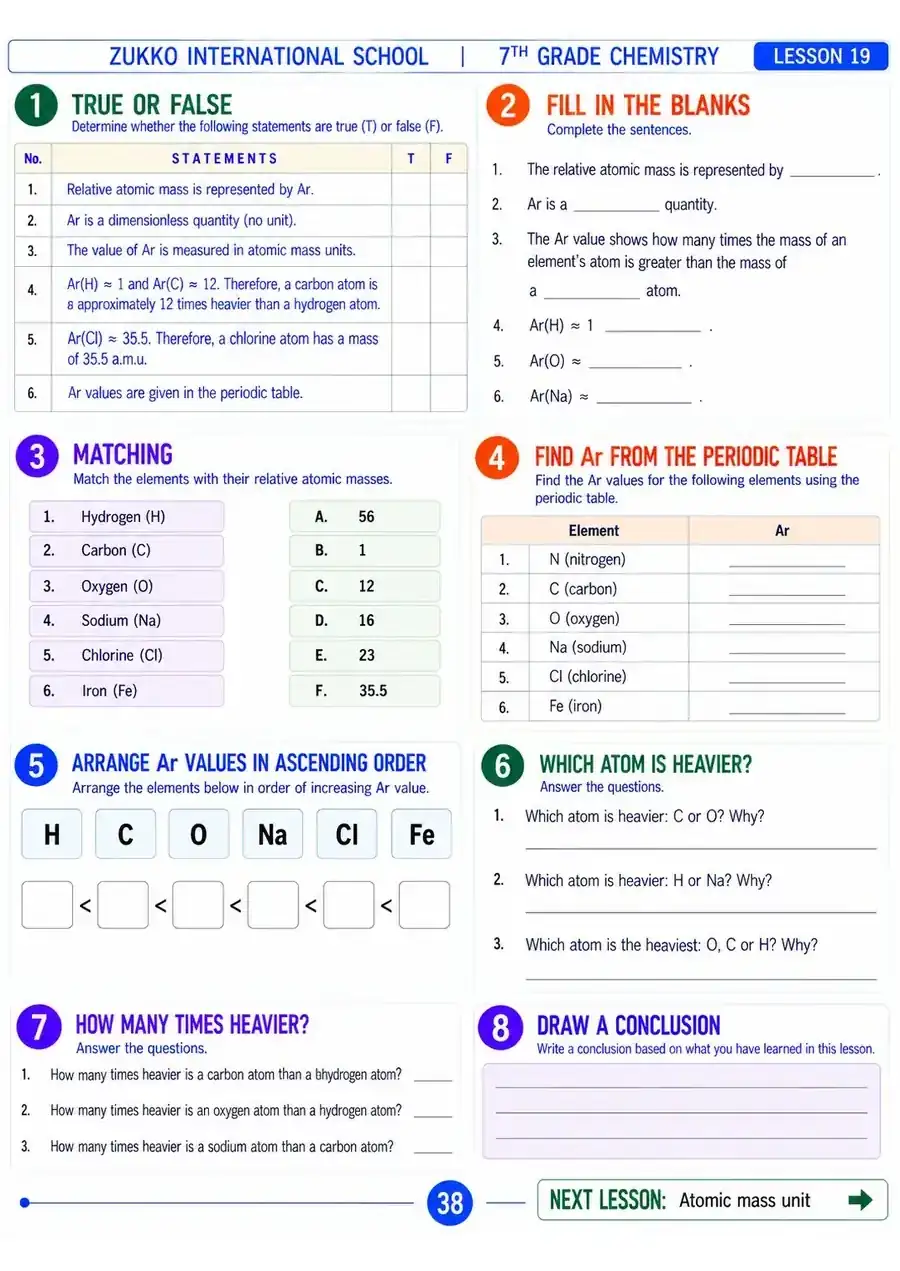 ZUKKO INTERNATIONAL SCHOOL | 7TH GRADE CHEMISTRY LESSON 19
1 TRUE OR FALSE
Determine whether the following statements are true (T) or false (F).
No. STATEMENTS T F
1. Relative atomic mass is represented by Ar.
2. Ar is a dimensionless quantity (no unit).
3. The value of Ar is measured in atomic mass units.
4. Ar(H) ≈ 1 and Ar(C) ≈ 12. Therefore, a carbon atom is
a approximately 12 times heavier than a hydrogen atom.
5. Ar(Cl) ≈ 35.5. Therefore, a chlorine atom has a mass
of 35.5 a.m.u.
6. Ar values are given in the periodic table.
2 FILL IN THE BLANKS
Complete the sentences.
1. The relative atomic mass is represented by __________ .
2. Ar is a __________ quantity.
3. The Ar value shows how many times the mass of an
element's atom is greater than the mass of
a ___________ atom.
4. Ar(H) ≈ 1 ___________ .
5. Ar(O) ≈ ___________ .
6. Ar(Na) ≈ ___________ .
3 MATCHING
Match the elements with their relative atomic masses.
1. Hydrogen (H) A. 56
2. Carbon (C) B. 1
3. Oxygen (O) C. 12
4. Sodium (Na) D. 16
5. Chlorine (Cl) E. 23
6. Iron (Fe) F. 35.5
4 FIND Ar FROM THE PERIODIC TABLE
Find the Ar values for the following elements using the
periodic table.
Element Ar
1. N (nitrogen) ______________
2. C (carbon) ______________
3. O (oxygen) ______________
4. Na (sodium) ______________
5. Cl (chlorine) ______________
6. Fe (iron) ______________
5 ARRANGE Ar VALUES IN ASCENDING ORDER
Arrange the elements below in order of increasing Ar value.
H C O Na Cl Fe
< < < < <
6 WHICH ATOM IS HEAVIER?
Answer the questions.
1. Which atom is heavier: C or O? Why?
2. Which atom is heavier: H or Na? Why?
3. Which atom is the heaviest: O, C or H? Why?
7 HOW MANY TIMES HEAVIER?
Answer the questions.
1. How many times heavier is a carbon atom than a bhydrogen atom? _____
2. How many times heavier is an oxygen atom than a hydrogen atom? _____
3. How many times heavier is a sodium atom than a carbon atom? _____
8 DRAW A CONCLUSION
Write a conclusion based on what you have learned in this lesson.
38
NEXT LESSON: Atomic mass unit